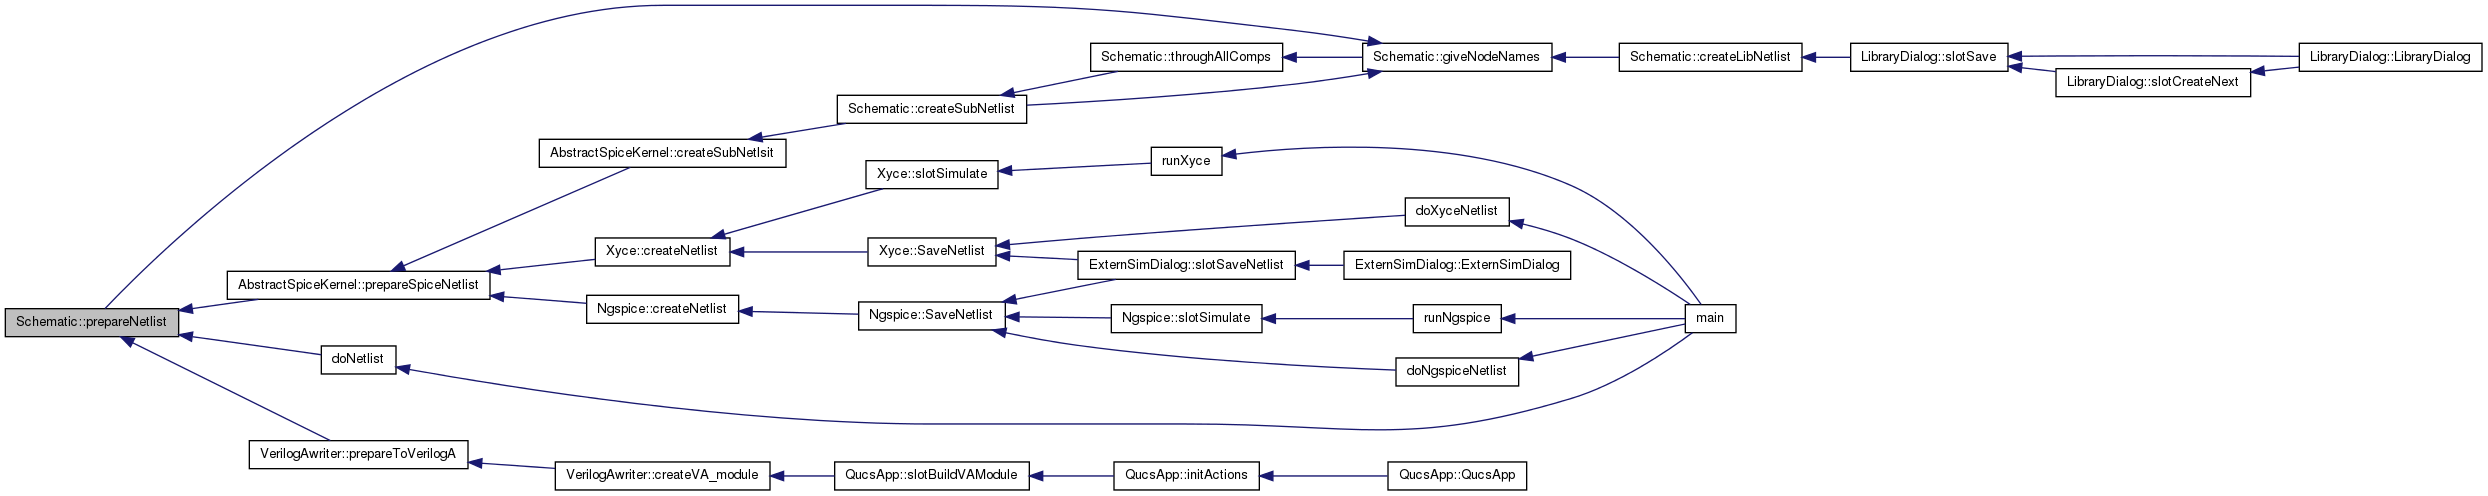 Schematic::prepareNetlist
AbstractSpiceKernel::prepareSpiceNetlist
doNetlist
VerilogAwriter::prepareToVerilogA
AbstractSpiceKernel::createSubNetlsit
Xyce::createNetlist
Ngspice::createNetlist
VerilogAwriter::createVA_module
Schematic::createSubNetlist
Xyce::slotSimulate
Xyce::SaveNetlist
Ngspice::SaveNetlist
QucsApp::slotBuildVAModule
Schematic::throughAllComps
runXyce
ExternSimDialog::slotSaveNetlist
Ngspice::slotSimulate
QucsApp::initActions
Schematic::giveNodeNames
doXyceNetlist
ExternSimDialog::ExternSimDialog
runNgspice
doNgspiceNetlist
QucsApp::QucsApp
Schematic::createLibNetlist
main
LibraryDialog::slotSave
LibraryDialog::slotCreateNext
LibraryDialog::LibraryDialog